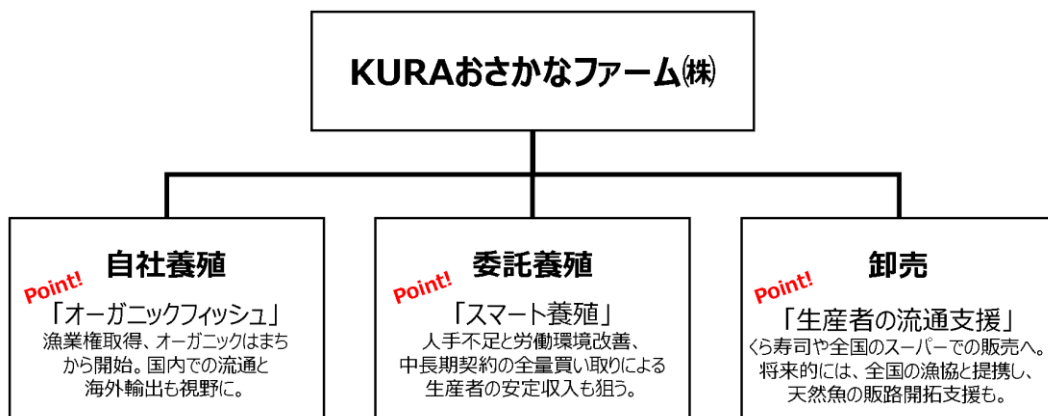 KURAおさかなファーム㈱
自社養殖
Point!
「オーガニックフィッシュ」
漁業権取得、オーガニックはまち
から開始。国内での流通と
海外輸出も視野に。
委託養殖
Point!
「スマート養殖」
人手不足と労働環境改善、
中長期契約の全量買い取りによる
生産者の安定収入も狙う。
卸売
Point!
「生産者の流通支援」
くら寿司や全国のスーパーでの販売へ。
将来的には、全国の漁協と提携し、
天然魚の販路開拓支援も。